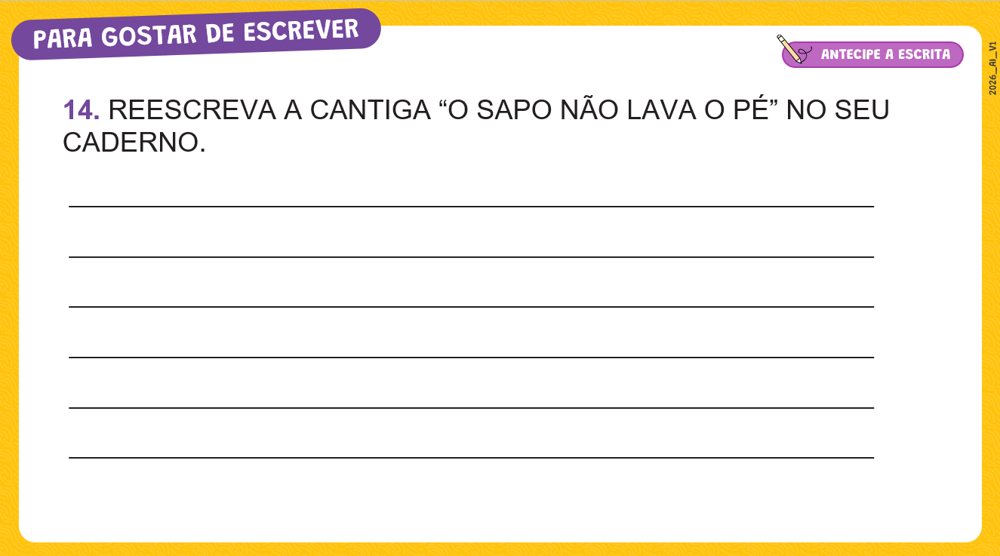 PARA GOSTAR DE ESCREVER
ANTECIPE A ESCRITA
2026_AI_V1
14. REESCREVA A CANTIGA “O SAPO NÃO LAVA O PÉ” NO SEU
CADERNO.